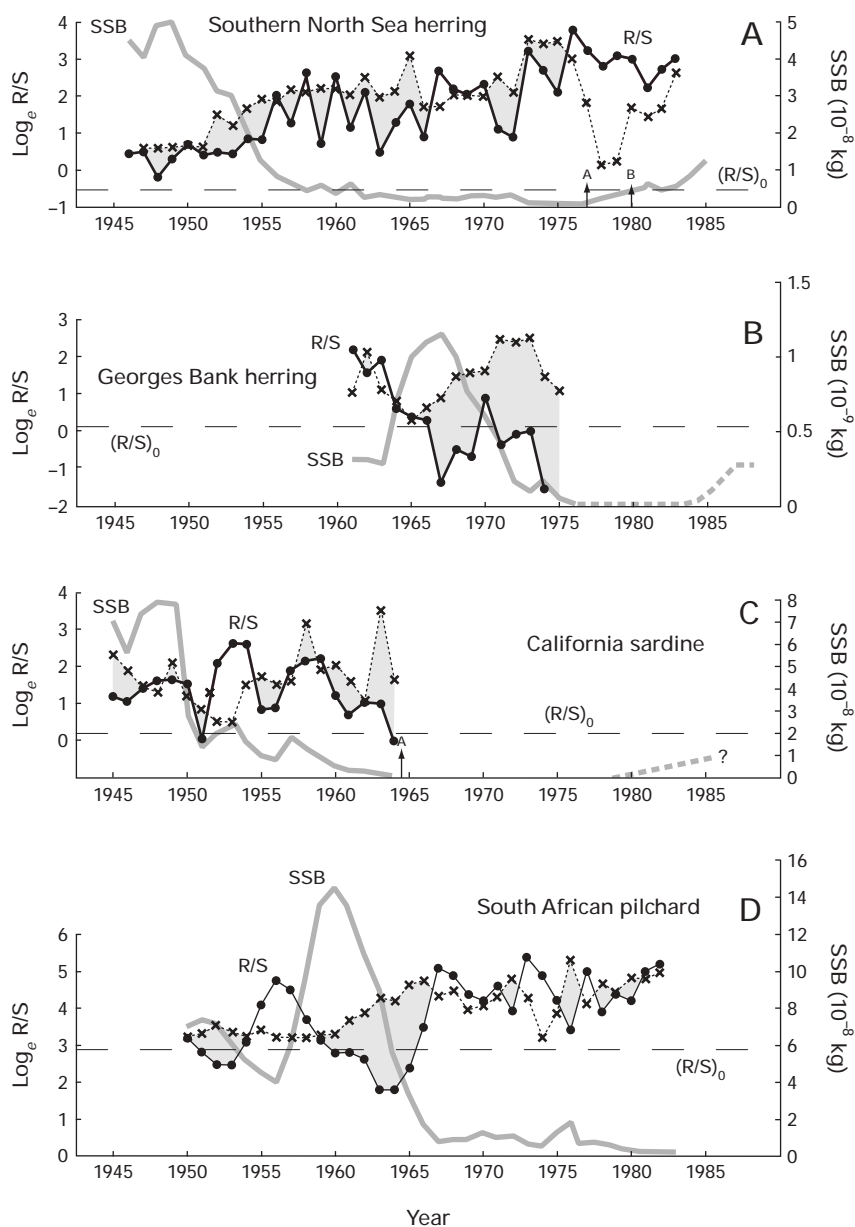 Southern North Sea herring
A
SSB
R/S
(R/S)0
A
B
Loge R/S
4
3
2
1
0
–1
SSB (10–8 kg)
5
4
3
2
1
0
1945 1950 1955 1960 1965 1970 1975 1980 1985
B
Georges Bank herring
R/S
SSB
(R/S)0
Loge R/S
3
2
1
0
–1
–2
SSB (10–9 kg)
1.5
1
0.5
0
1945 1950 1955 1960 1965 1970 1975 1980 1985
C
California sardine
SSB
R/S
(R/S)0
A
?
Loge R/S
4
3
2
1
0
SSB (10–8 kg)
8
7
6
5
4
3
2
1
0
1945 1950 1955 1960 1965 1970 1975 1980 1985
D
South African pilchard
SSB
R/S
(R/S)0
Loge R/S
6
5
4
3
2
1
0
SSB (10–8 kg)
16
14
12
10
8
6
4
2
0
1945 1950 1955 1960 1965 1970 1975 1980 1985
Year